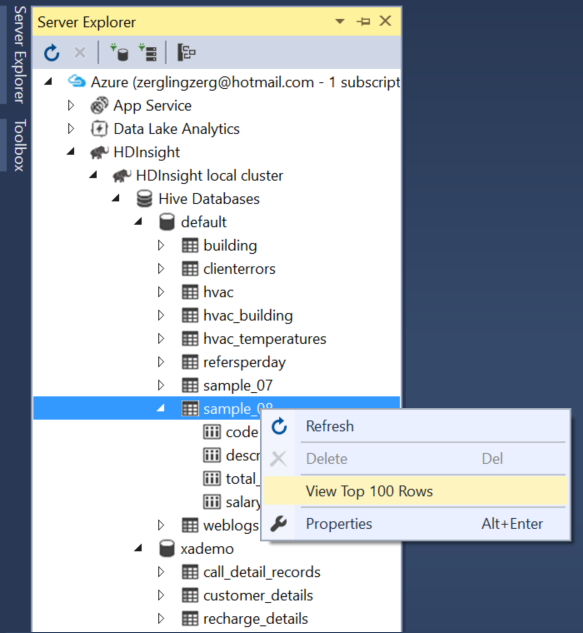 Server Explorer
Toolbox
Server Explorer
Azure (zerglingzerg@hotmail.com - 1 subscript
App Service
Data Lake Analytics
HDInsight
HDInsight local cluster
Hive Databases
default
building
clienterrors
hvac
hvac_building
hvac_temperatures
refersperday
sample_07
sample_08
code
descr
total_
salary
weblogs
Refresh
Delete Del
View Top 100 Rows
Properties Alt+Enter
xademo
call_detail_records
customer_details
recharge_details